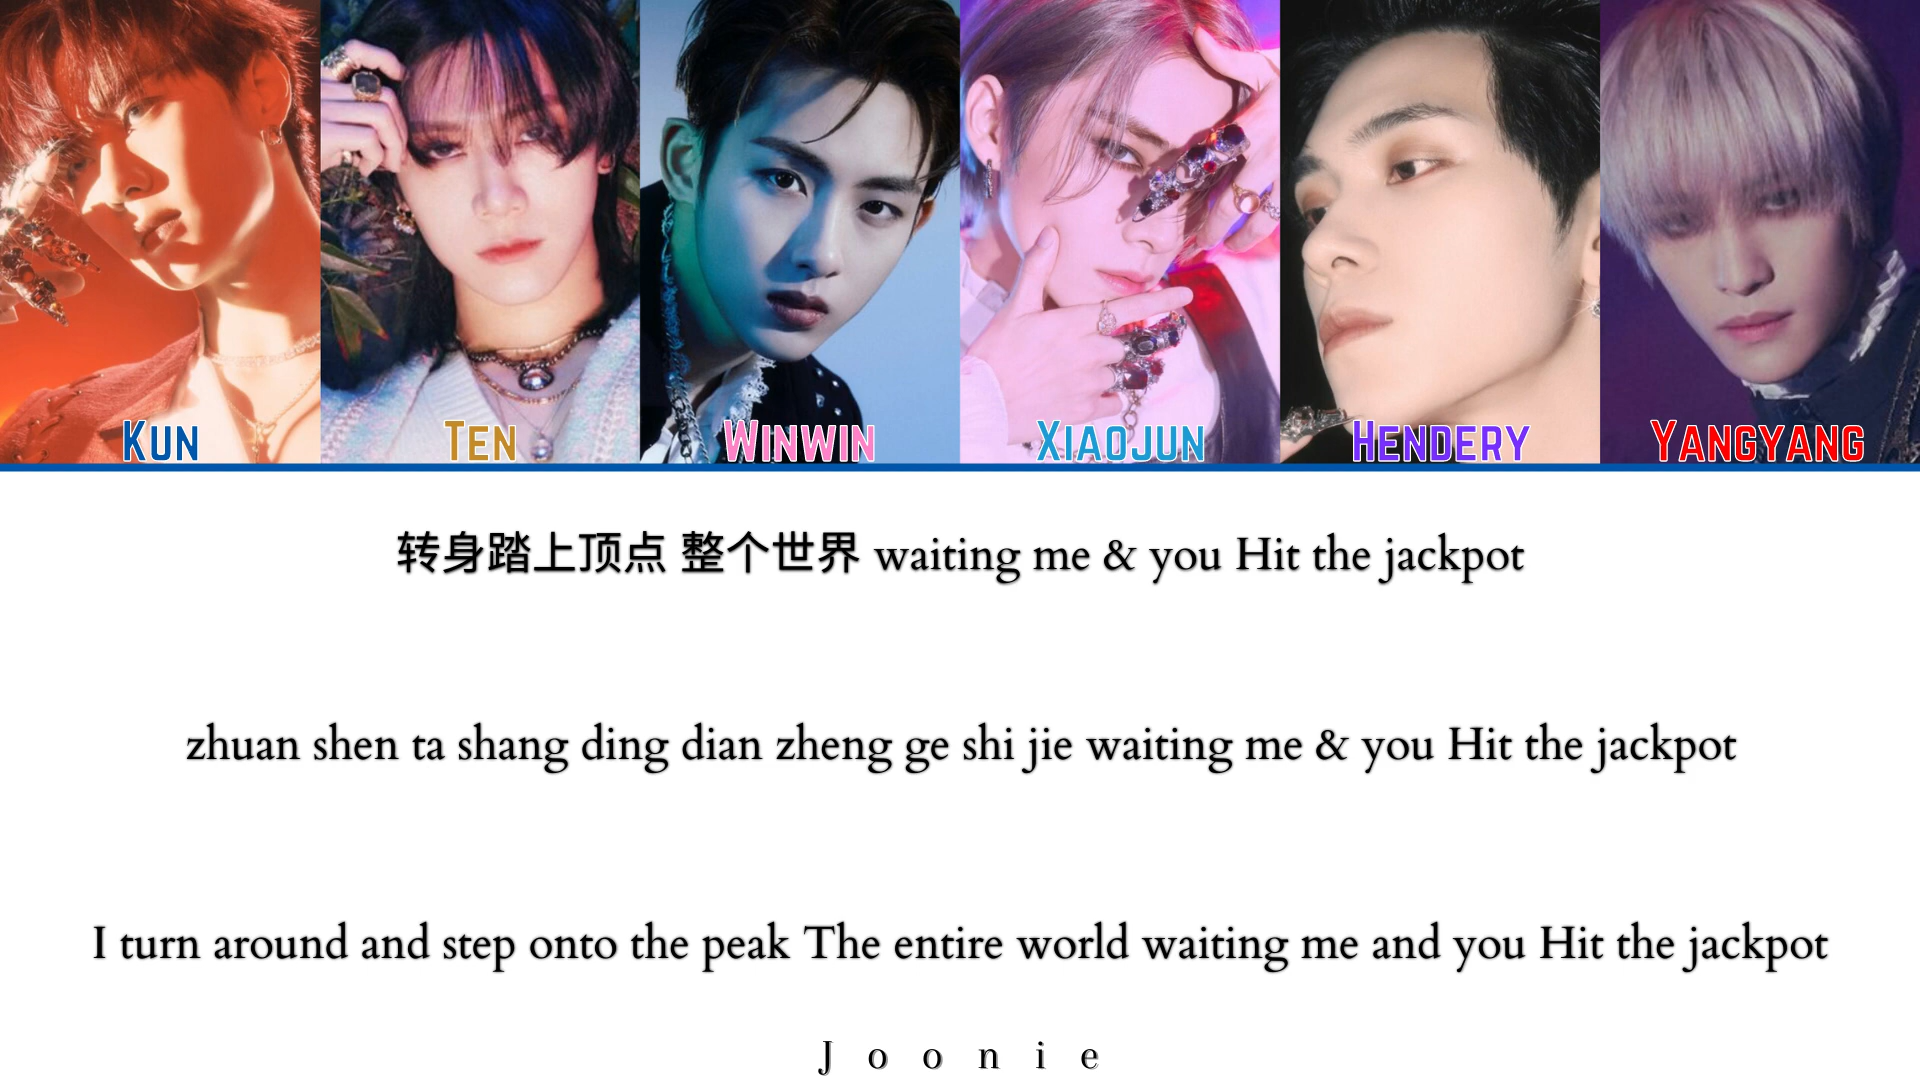 Kun Ten Winwin Xiaojun Hendery Yangyang
转身踏上顶点 整个世界 waiting me & you Hit the jackpot
zhuan shen ta shang ding dian zheng ge shi jie waiting me & you Hit the jackpot
I turn around and step onto the peak The entire world waiting me and you Hit the jackpot
Joonie